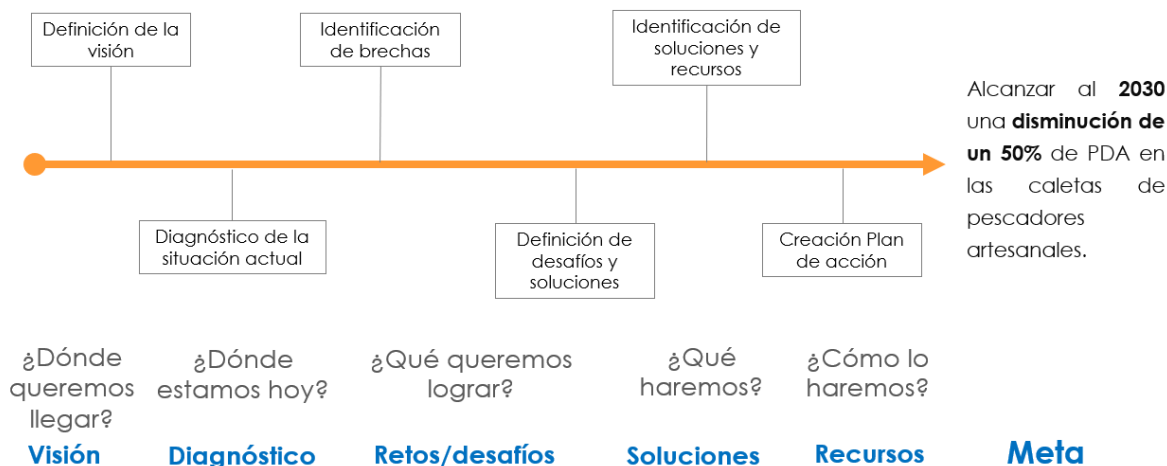 Definición de la
visión
Identificación
de brechas
Identificación de
soluciones y
recursos
Alcanzar al 2030
una disminución de
un 50% de PDA en
las caletas de
pescadores
artesanales.
Diagnóstico de la
situación actual
Definición de
desafíos y
soluciones
Creación Plan
de acción
¿Dónde
queremos
llegar?
¿Dónde
estamos hoy?
¿Qué queremos
lograr?
¿Qué
haremos?
¿Cómo lo
haremos?
Visión
Diagnóstico
Retos/desafíos
Soluciones
Recursos
Meta